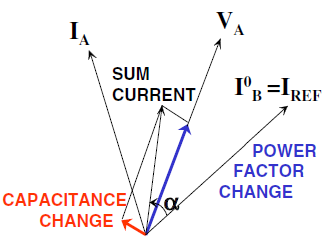 I_A
V_A
SUM
CURRENT
I⁰_B =I_REF
POWER
FACTOR
CHANGE
CAPACITANCE
CHANGE
α